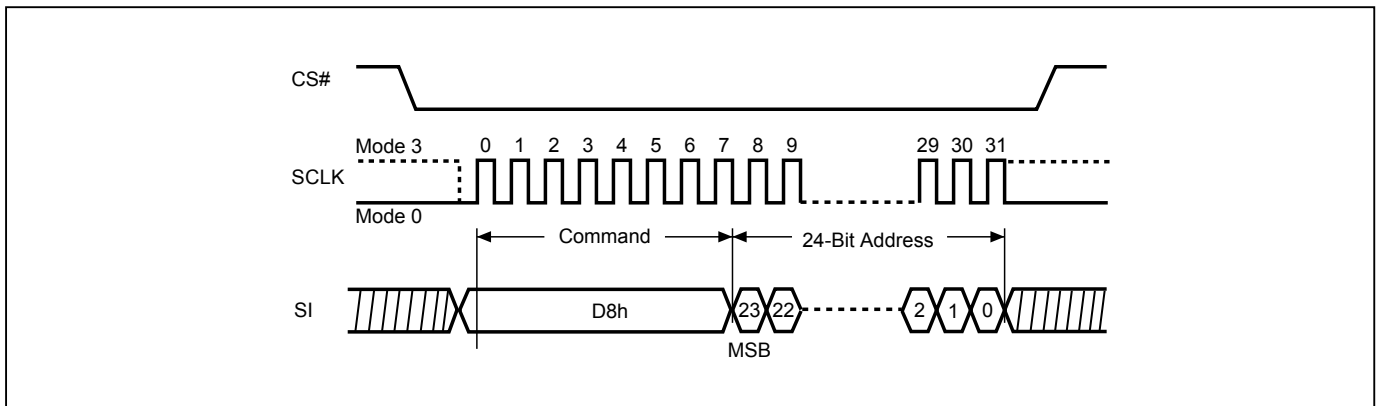 CS#
Mode 3 0 1 2 3 4 5 6 7 8 9 29 30 31
SCLK
Mode 0
Command 24-Bit Address
SI D8h 23 22 2 1 0
MSB